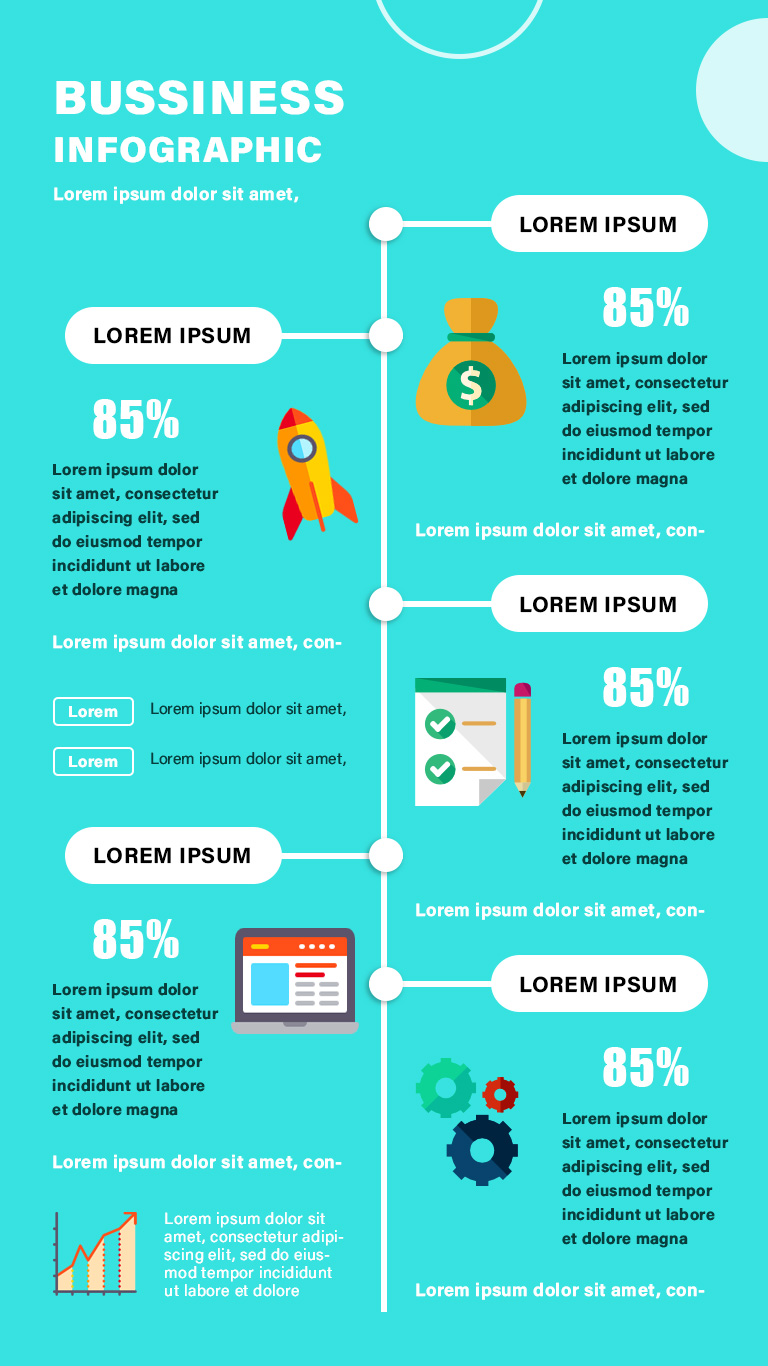 BUSSINESS
INFOGRAPHIC
Lorem ipsum dolor sit amet,
LOREM IPSUM
$
85%
Lorem ipsum dolor
sit amet, consectetur
adipiscing elit, sed
do eiusmod tempor
incididunt ut labore
et dolore magna
Lorem ipsum dolor sit amet, con-
LOREM IPSUM
85%
Lorem ipsum dolor
sit amet, consectetur
adipiscing elit, sed
do eiusmod tempor
incididunt ut labore
et dolore magna
Lorem ipsum dolor sit amet, con-
Lorem Lorem ipsum dolor sit amet,
Lorem Lorem ipsum dolor sit amet,
LOREM IPSUM
85%
Lorem ipsum dolor
sit amet, consectetur
adipiscing elit, sed
do eiusmod tempor
incididunt ut labore
et dolore magna
Lorem ipsum dolor sit amet, con-
LOREM IPSUM
85%
Lorem ipsum dolor
sit amet, consectetur
adipiscing elit, sed
do eiusmod tempor
incididunt ut labore
et dolore magna
Lorem ipsum dolor sit amet, con-
Lorem ipsum dolor sit
amet, consectetur adipi-
scing elit, sed do eius-
mod tempor incididunt
ut labore et dolore
LOREM IPSUM
85%
Lorem ipsum dolor
sit amet, consectetur
adipiscing elit, sed
do eiusmod tempor
incididunt ut labore
et dolore magna
Lorem ipsum dolor sit amet, con-